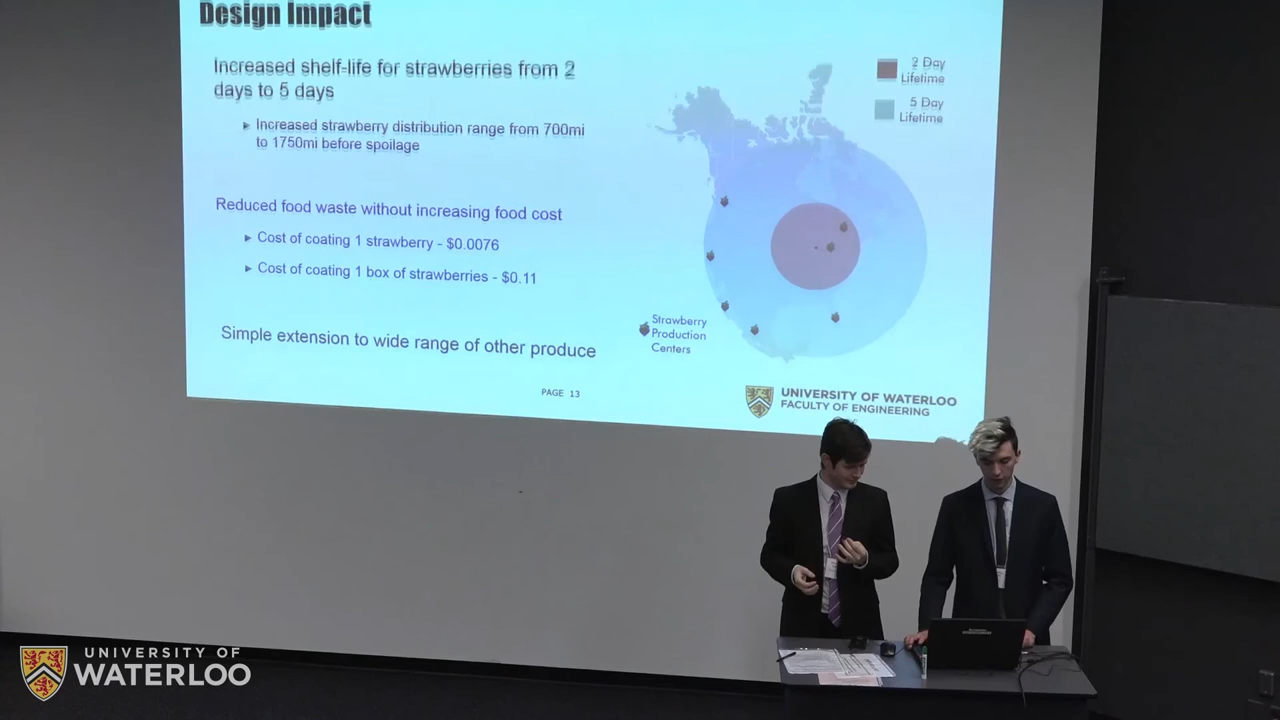 Design Impact
Increased shelf-life for strawberries from 2
days to 5 days
Increased strawberry distribution range from 700mi
to 1750mi before spoilage
Reduced food waste without increasing food cost
Cost of coating 1 strawberry - $0.0076
Cost of coating 1 box of strawberries - $0.11
Simple extension to wide range of other produce
2 Day
Lifetime
5 Day
Lifetime
Strawberry
Production
Centers
PAGE 13
UNIVERSITY OF WATERLOO
FACULTY OF ENGINEERING
UNIVERSITY OF
WATERLOO